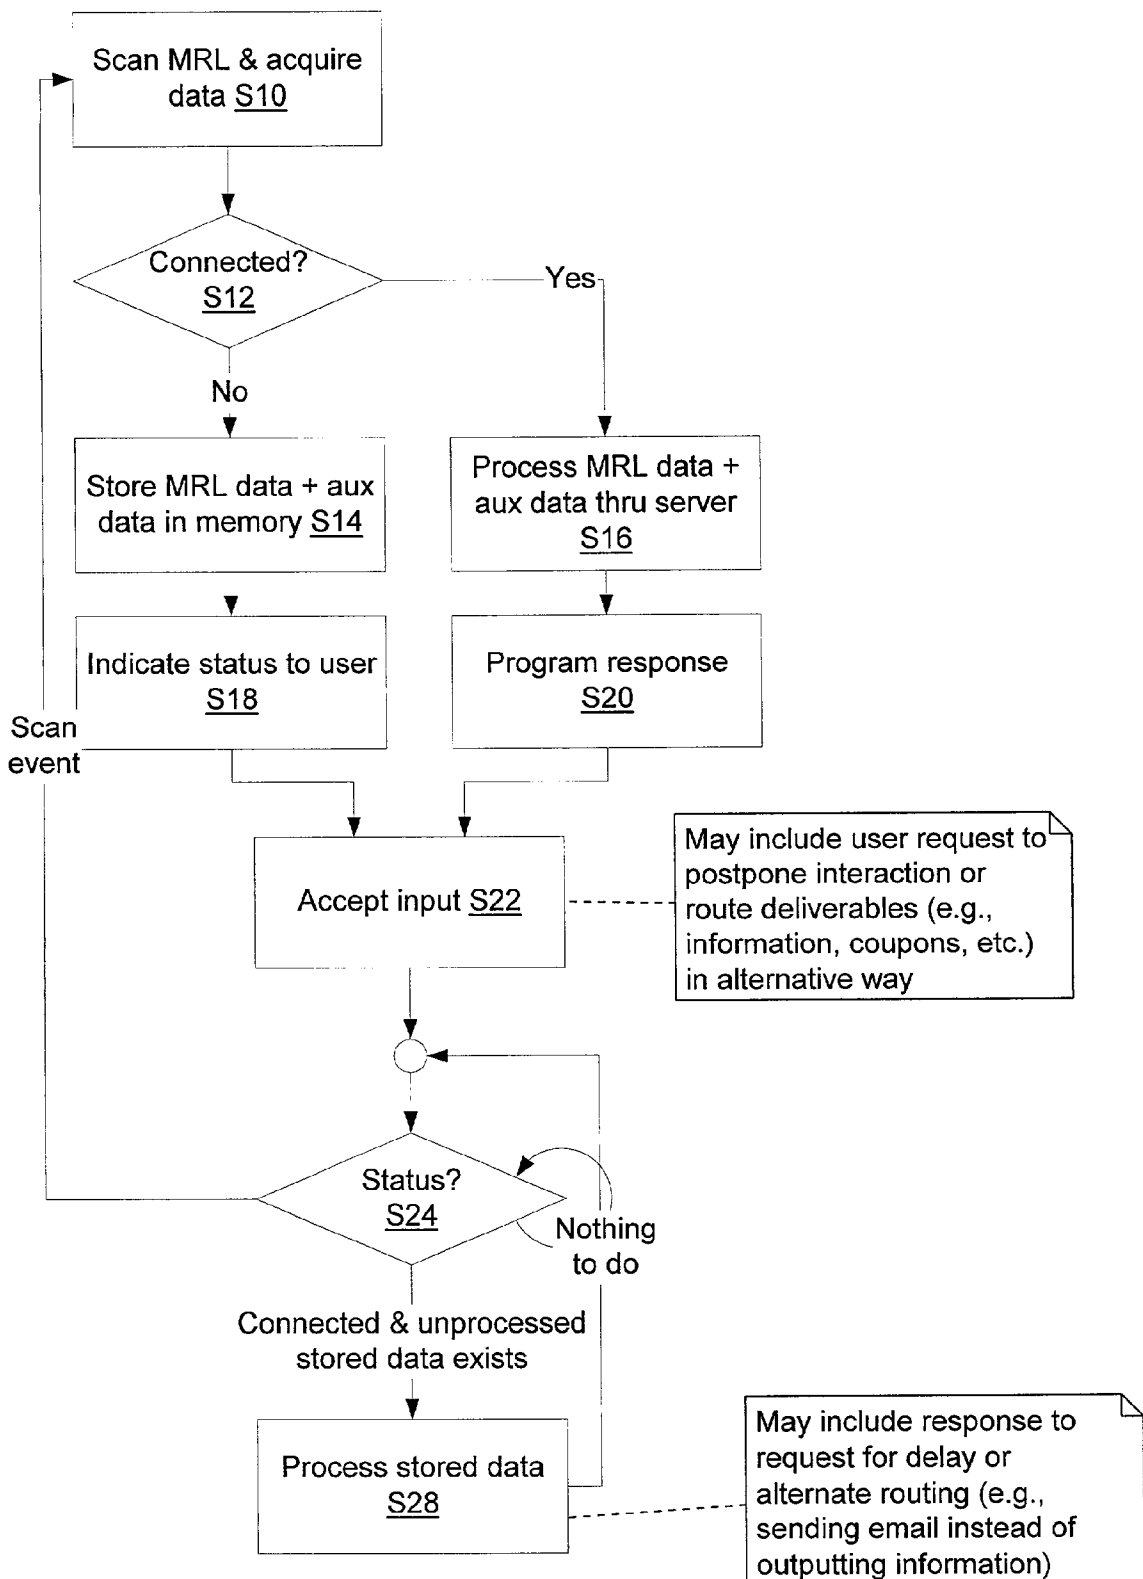 Scan MRL & acquire
data S10
Connected?
S12
Yes
No
Store MRL data + aux
data in memory S14
Process MRL data +
aux data thru server
S16
Indicate status to user
S18
Program response
S20
Scan
event
Accept input S22
May include user request to
postpone interaction or
route deliverables (e.g.,
information, coupons, etc.)
in alternative way
Status?
S24
Nothing
to do
Connected & unprocessed
stored data exists
Process stored data
S28
May include response to
request for delay or
alternate routing (e.g.,
sending email instead of
outputting information)